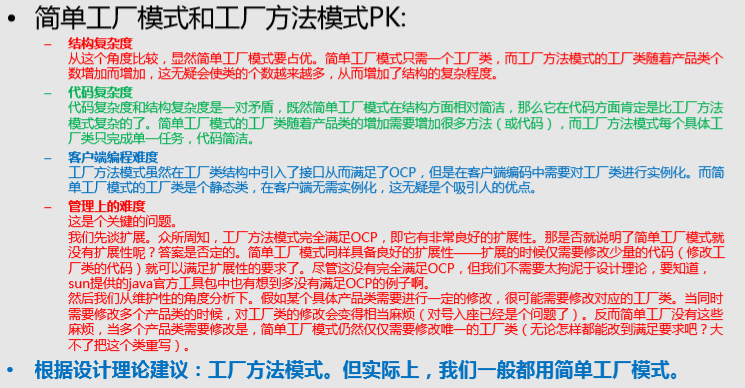 • 简单工厂模式和工厂方法模式PK:
– 结构复杂度
从这个角度比较，显然简单工厂模式要占优。简单工厂模式只需一个工厂类，而工厂方法模式的工厂类随着产品类个
数增加而增加，这无疑会使类的个数越来越多，从而增加了结构的复杂程度。
– 代码复杂度
代码复杂度和结构复杂度是一对矛盾，既然简单工厂模式在结构方面相对简洁，那么它在代码方面肯定是比工厂方法
模式复杂的了。简单工厂模式的工厂类随着产品类的增加需要增加很多方法（或代码），而工厂方法模式每个具体工
厂类只完成单一任务，代码简洁。
– 客户端编程难度
工厂方法模式虽然在工厂类结构中引入了接口从而满足了OCP，但是在客户端编码中需要对工厂类进行实例化。而简
单工厂模式的工厂类是个静态类，在客户端无需实例化，这无疑是个吸引人的优点。
– 管理上的难度
这是个关键的问题。
我们先谈扩展。众所周知，工厂方法模式完全满足OCP，即它有非常良好的扩展性。那是否就说明了简单工厂模式就
没有扩展性呢？答案是否定的。简单工厂模式同样具备良好的扩展性——扩展的时候仅需要修改少量的代码（修改工
厂类的代码）就可以满足扩展性的要求了。尽管这没有完全满足OCP，但我们不需要太拘泥于设计理论，要知道，
sun提供的java官方工具包中也有想到多没有满足OCP的例子啊。
然后我们从维护性的角度分析下。假如某个具体产品类需要进行一定的修改，很可能需要修改对应的工厂类。当同时
需要修改多个产品类的时候，对工厂类的修改会变得相当麻烦（对号入座已经是个问题了）。反而简单工厂没有这些
麻烦，当多个产品类需要修改是，简单工厂模式仍然仅仅需要修改唯一的工厂类（无论怎样都能改到满足要求吧？大
不了把这个类重写）。
• 根据设计理论建议：工厂方法模式。但实际上，我们一般都用简单工厂模式。